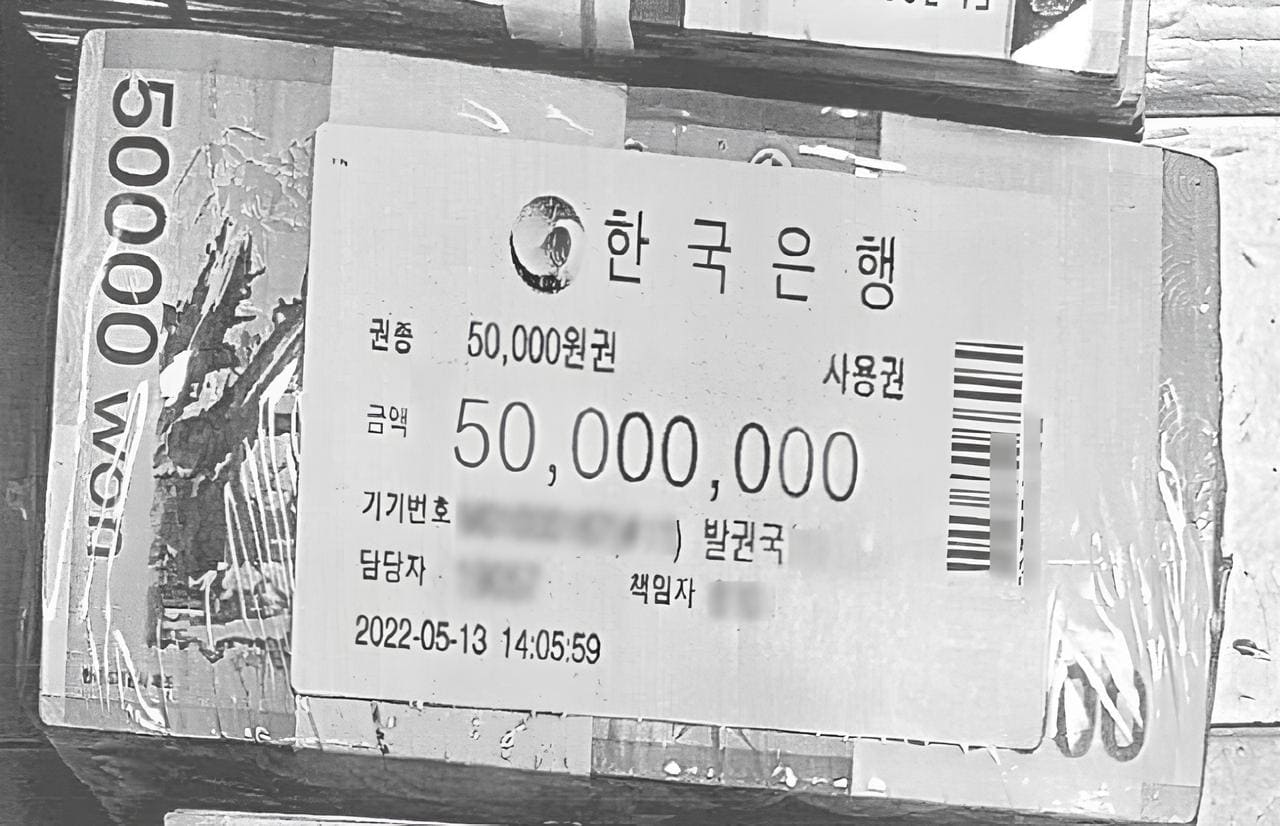 50000 won
한국은행
권종 50,000원권 사용권
금액 50,000,000
기기번호 ) 발권국
담당자 책임자
2022-05-13 14:05:59